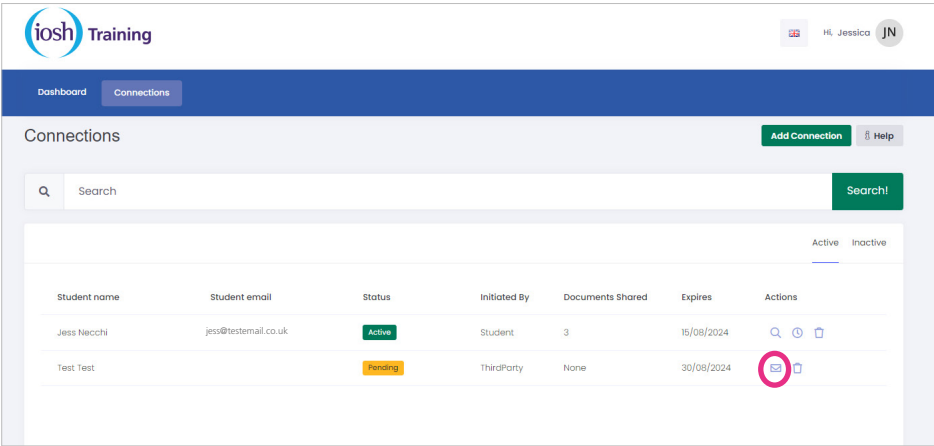 iosh Training
Hi, Jessica JN
Dashboard Connections
Connections
Add Connection Help
Search Search!
Active Inactive
Student name Student email Status Initiated By Documents Shared Expires Actions
Jess Necchi jess@testemail.co.uk Active Student 3 15/08/2024
Test Test Pending ThirdParty None 30/08/2024